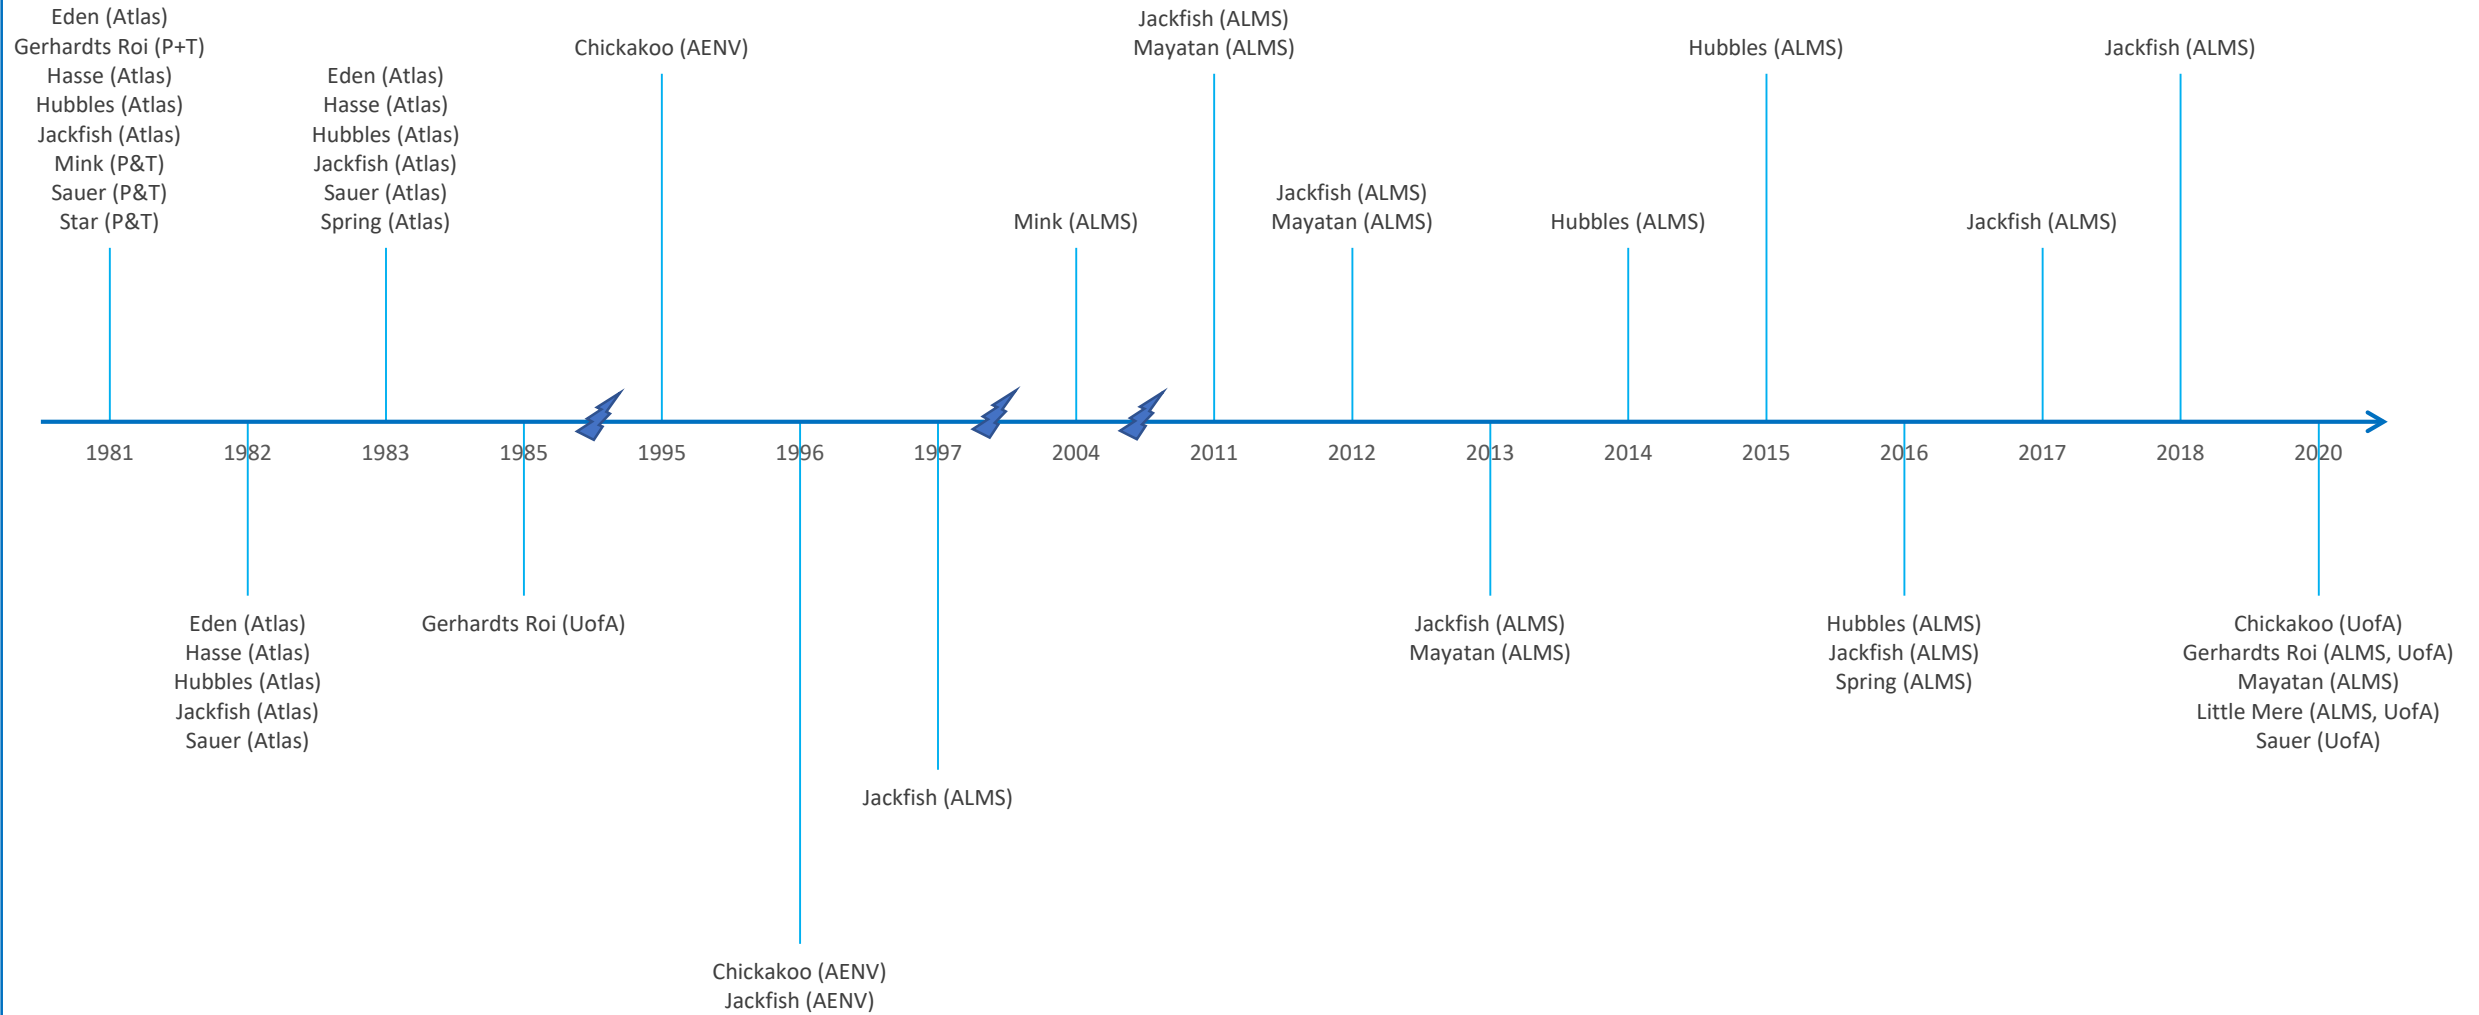 Eden (Atlas)
Gerhardts Roi (P+T)
Hasse (Atlas)
Hubbles (Atlas)
Jackfish (Atlas)
Mink (P&T)
Sauer (P&T)
Star (P&T)
Eden (Atlas)
Hasse (Atlas)
Hubbles (Atlas)
Jackfish (Atlas)
Sauer (Atlas)
Spring (Atlas)
Chickakoo (AENV)
Mink (ALMS)
Jackfish (ALMS)
Mayatan (ALMS)
Jackfish (ALMS)
Mayatan (ALMS)
Hubbles (ALMS)
Hubbles (ALMS)
Jackfish (ALMS)
Jackfish (ALMS)
1981 1982 1983 1985 1995 1996 1997 2004 2011 2012 2013 2014 2015 2016 2017 2018 2020
Eden (Atlas)
Hasse (Atlas)
Hubbles (Atlas)
Jackfish (Atlas)
Sauer (Atlas)
Gerhardts Roi (UofA)
Chickakoo (AENV)
Jackfish (AENV)
Jackfish (ALMS)
Jackfish (ALMS)
Mayatan (ALMS)
Hubbles (ALMS)
Jackfish (ALMS)
Spring (ALMS)
Chickakoo (UofA)
Gerhardts Roi (ALMS, UofA)
Mayatan (ALMS)
Little Mere (ALMS, UofA)
Sauer (UofA)